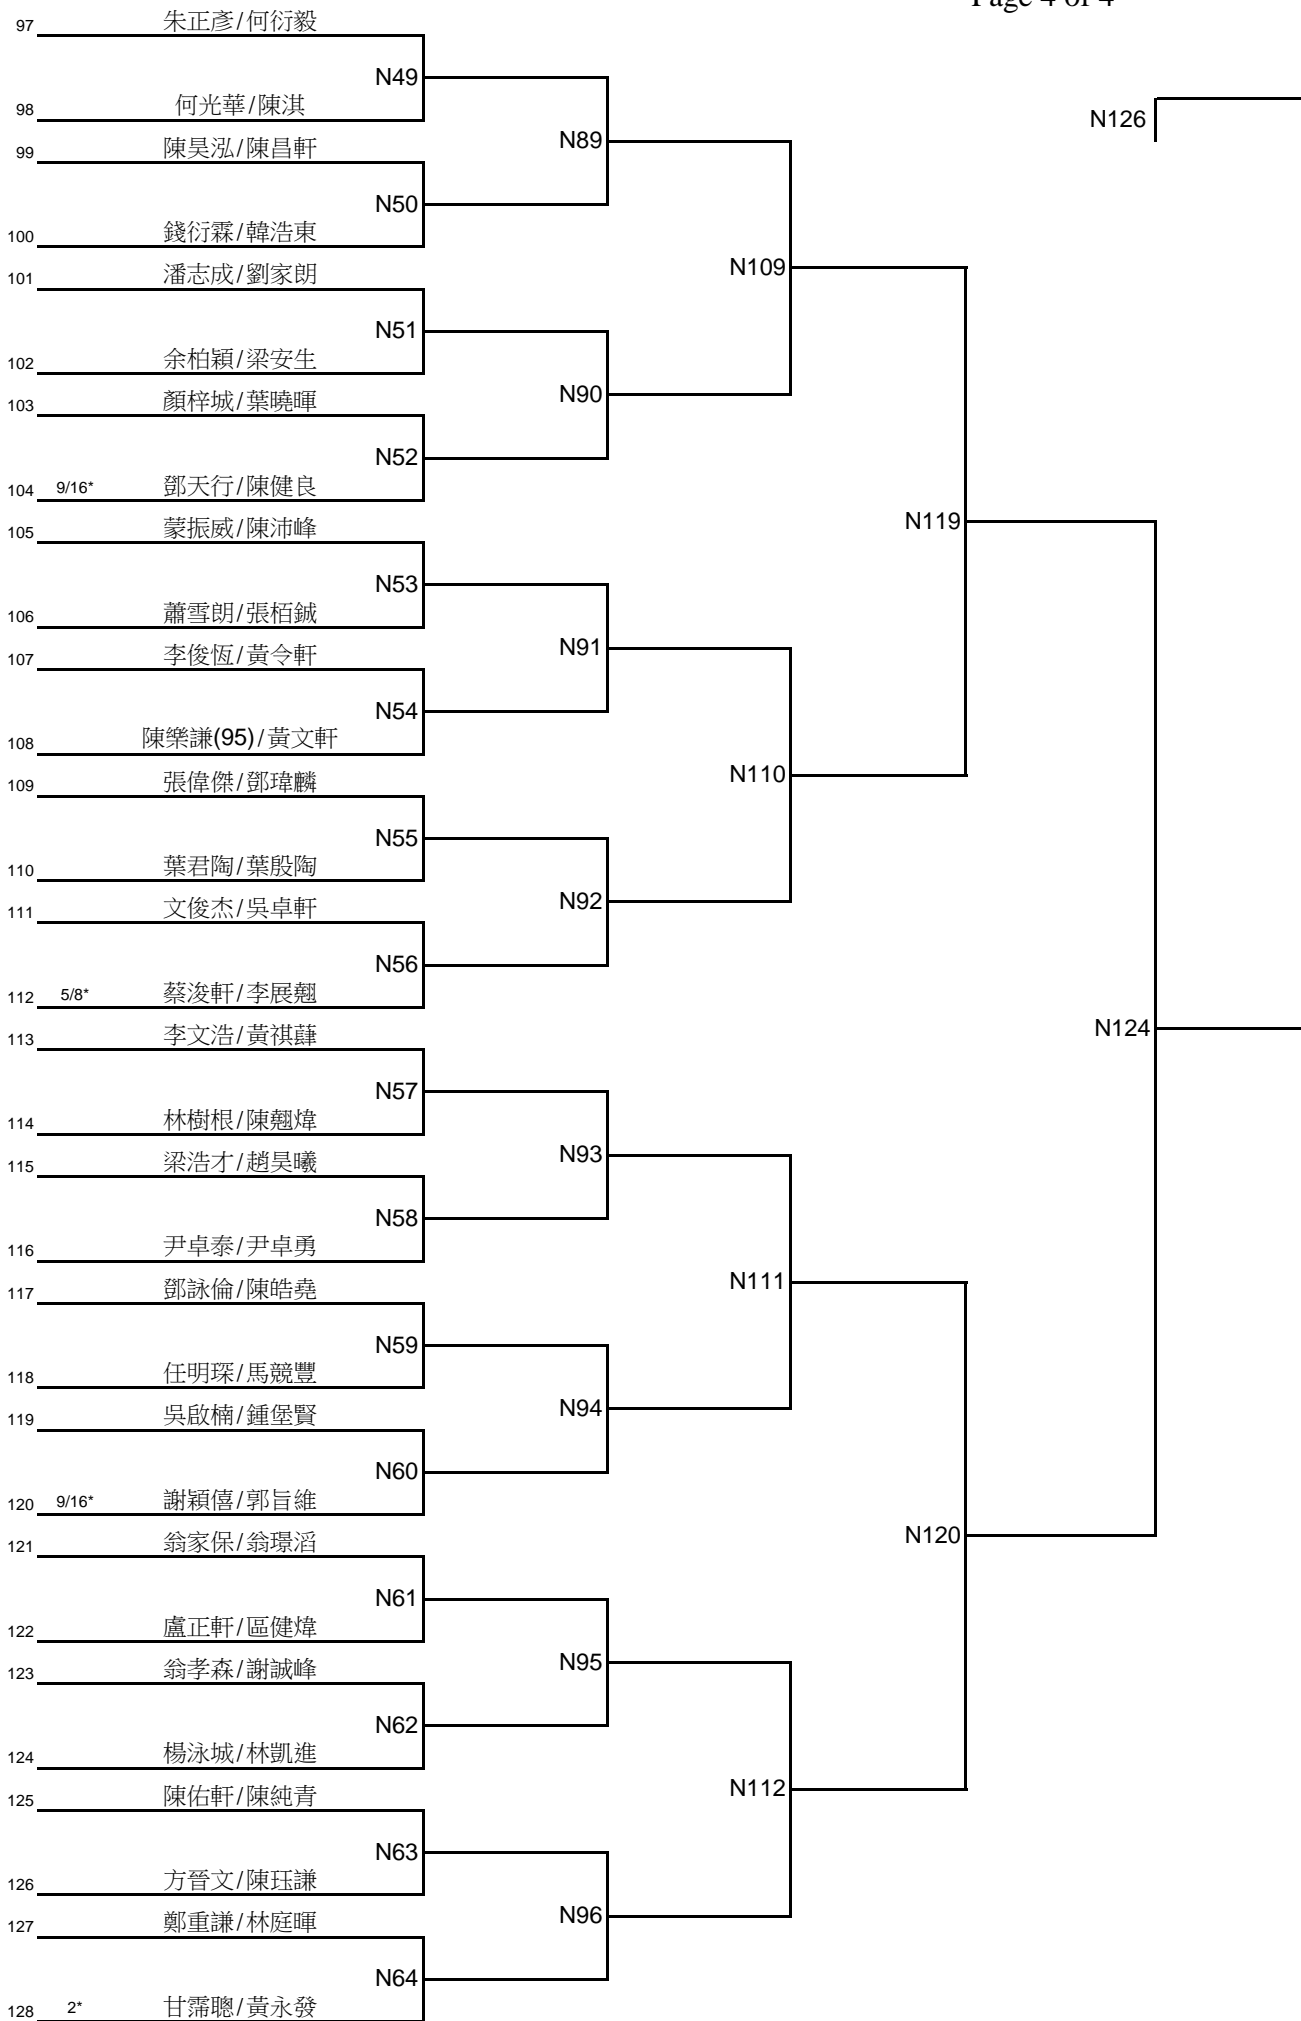 Page 4 of 4
97 朱正彥/何衍毅
N49
98 何光華/陳淇
N126
N89
99 陳昊泓/陳昌軒
N50
100 錢衍霖/韓浩東
N109
101 潘志成/劉家朗
N51
102 余柏穎/梁安生
N90
103 顏梓城/葉曉暉
N52
104 9/16* 鄧天行/陳健良
N119
105 蒙振威/陳沛峰
N53
106 蕭雪朗/張栢鋮
N91
107 李俊恆/黃令軒
N54
108 陳樂謙(95)/黃文軒
N110
109 張偉傑/鄧瑋麟
N55
110 葉君陶/葉殷陶
N92
111 文俊杰/吳卓軒
N56
112 5/8* 蔡浚軒/李展翹
N124
113 李文浩/黃祺蕼
N57
114 林樹根/陳翹煒
N93
115 梁浩才/趙昊曦
N58
116 尹卓泰/尹卓勇
N111
117 鄧詠倫/陳皓堯
N59
118 任明琛/馬競豐
N94
119 吳啟楠/鍾堡賢
N60
120 9/16* 謝穎僖/郭旨維
N120
121 翁家保/翁璟滔
N61
122 盧正軒/區健煒
N95
123 翁孝森/謝誠峰
N62
124 楊泳城/林凱進
N112
125 陳佑軒/陳純青
N63
126 方晉文/陳玨謙
N96
127 鄭重謙/林庭暉
N64
128 2* 甘霈聰/黃永發